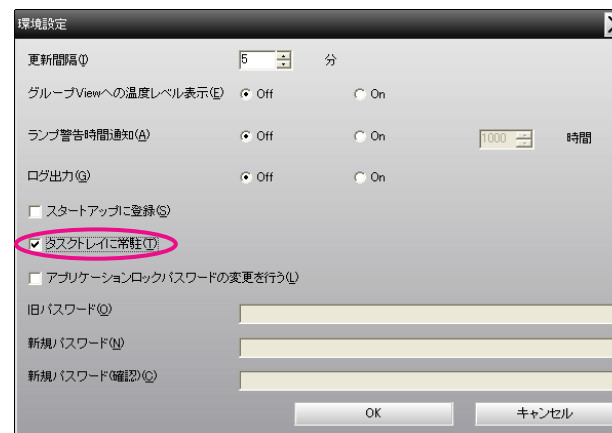 環境設定
更新間隔(I) 5 分
グループViewへの温度レベル表示(E) Off On
ランプ警告時間通知(A) Off On 1000 時間
ログ出力(G) Off On
スタートアップに登録(S)
タスクトレイに常駐(T)
アプリケーションロックパスワードの変更を行う(L)
旧パスワード(O)
新規パスワード(N)
新規パスワード(確認)(C)
OK キャンセル